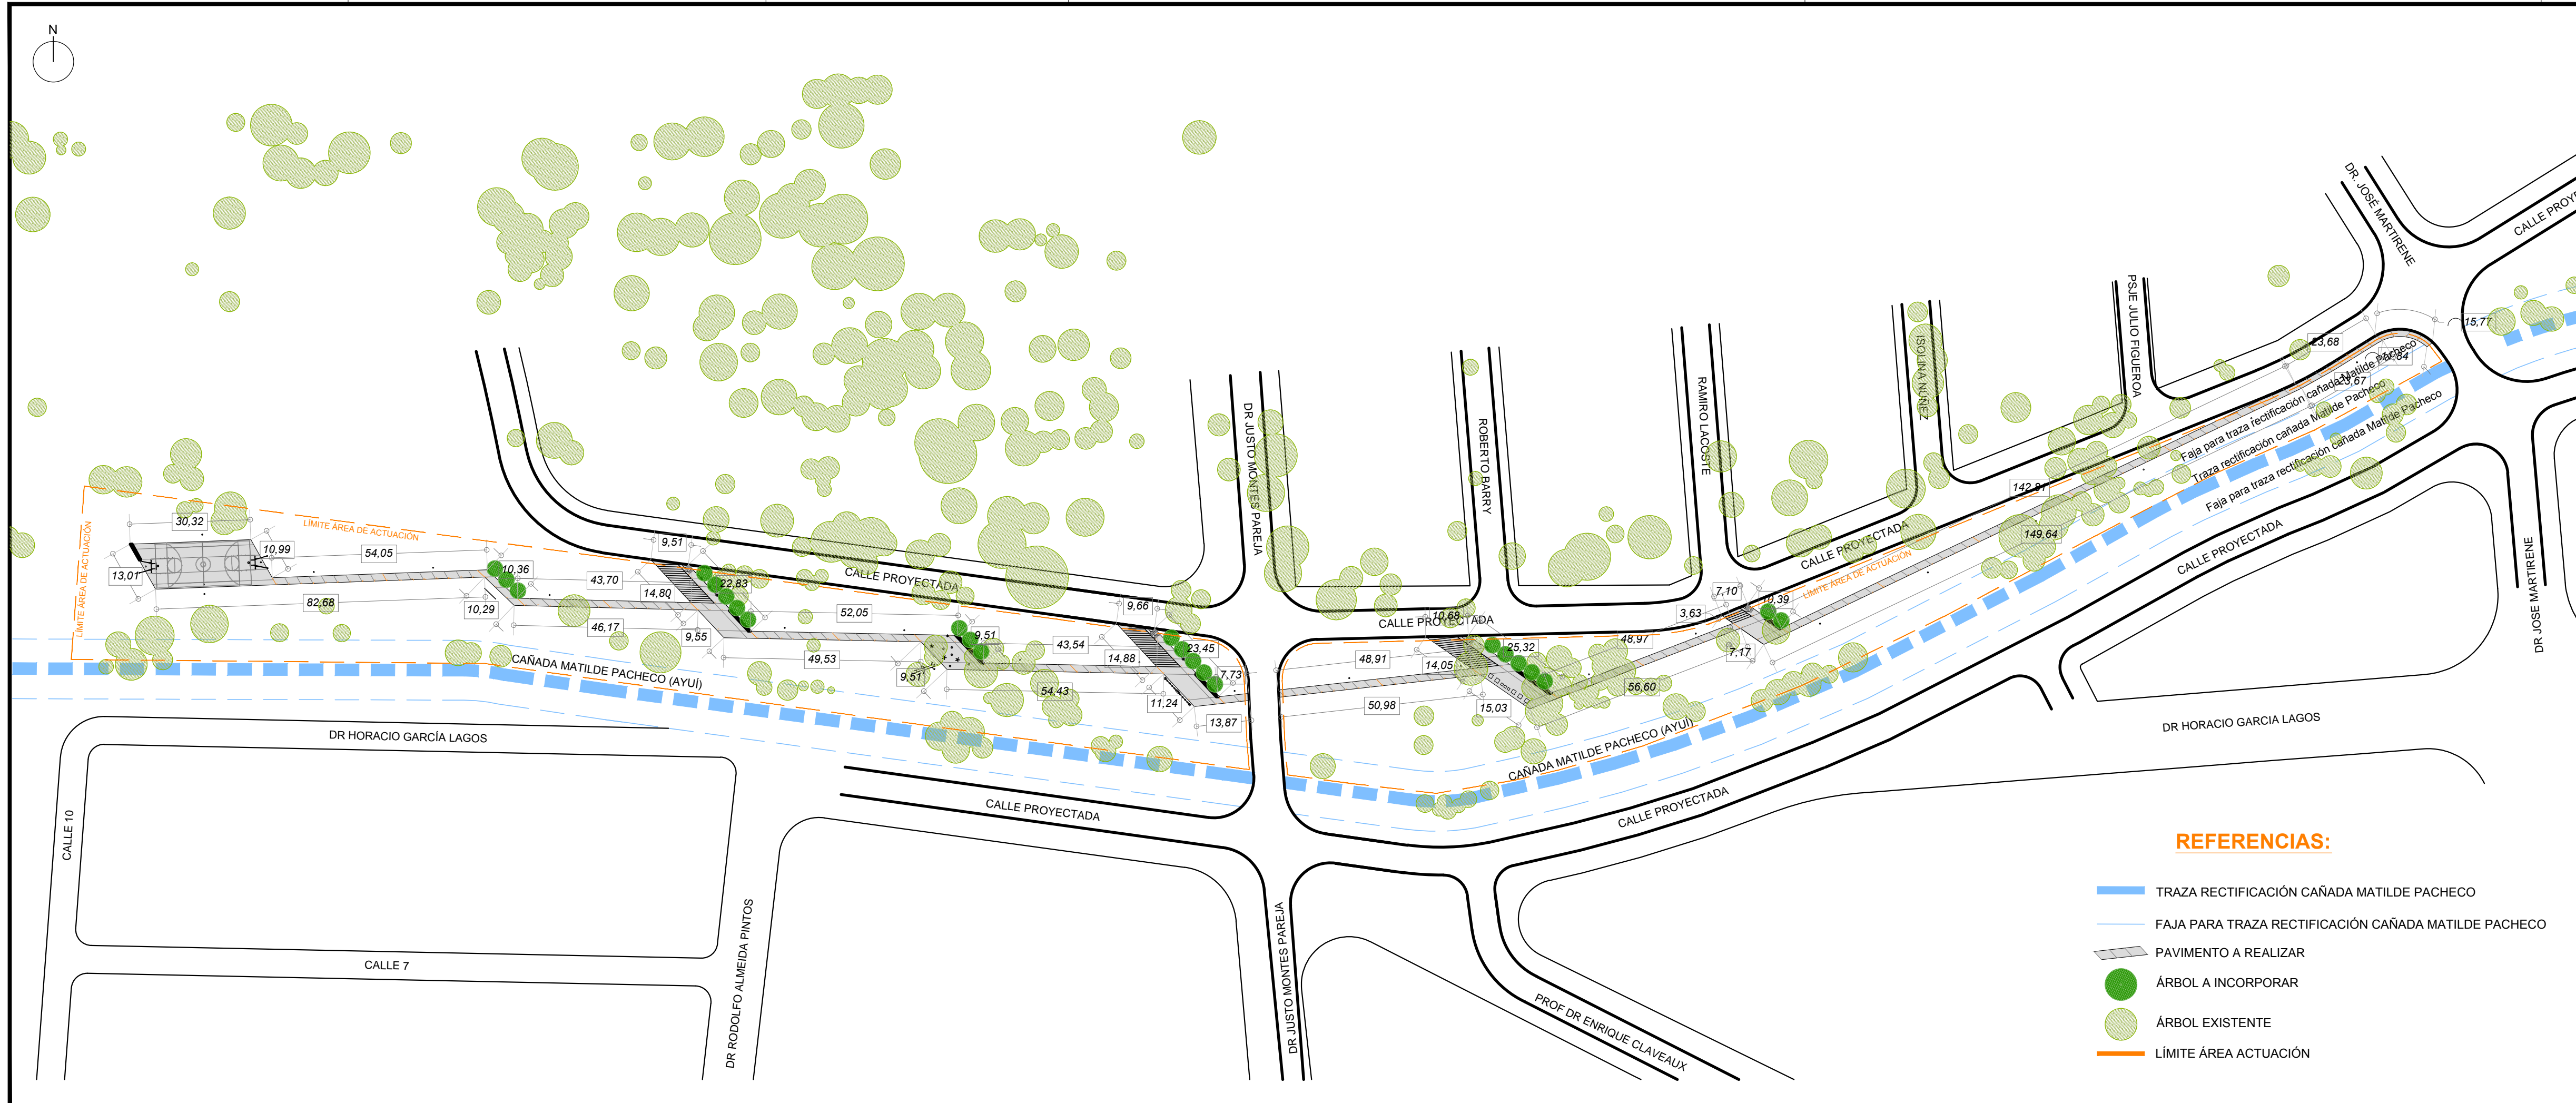 N
DR. JOSÉ MARTIRENE
PSJE JULIO FIGUEROA
ISOLINA NÚÑEZ
RAMIRO LACOSTE
ROBERTO BARRY
DR JUSTO MONTES PAREJA
15,77
23,68
23,67
Faja para traza rectificación cañada Matilde Pacheco
Traza rectificación cañada Matilde Pacheco
Faja para traza rectificación cañada Matilde Pacheco
142,81
149,64
CALLE PROYECTADA
CALLE PROYECTADA
LÍMITE ÁREA DE ACTUACIÓN
DR JOSE MARTIRENE
LÍMITE ÁREA DE ACTUACIÓN
LÍMITE ÁREA DE ACTUACIÓN
30,32
10,99
54,05
13,01
82,68
10,36
10,29
43,70
46,17
9,51
14,80
22,83
9,55
CALLE PROYECTADA
52,05
49,53
9,51
9,51
43,54
54,43
9,66
14,88
23,45
7,73
11,24
13,87
CALLE PROYECTADA
10,68
48,91
14,05
25,32
50,98
15,03
48,97
56,60
3,63
7,10
10,39
7,17
CAÑADA MATILDE PACHECO (AYUÍ)
CAÑADA MATILDE PACHECO (AYUÍ)
DR HORACIO GARCÍA LAGOS
DR HORACIO GARCIA LAGOS
CALLE PROYECTADA
CALLE PROYECTADA
CALLE 10
CALLE 7
DR RODOLFO ALMEIDA PINTOS
DR JUSTO MONTES PAREJA
PROF DR ENRIQUE CLAVEAUX
REFERENCIAS:
TRAZA RECTIFICACIÓN CAÑADA MATILDE PACHECO
FAJA PARA TRAZA RECTIFICACIÓN CAÑADA MATILDE PACHECO
PAVIMENTO A REALIZAR
ÁRBOL A INCORPORAR
ÁRBOL EXISTENTE
LÍMITE ÁREA ACTUACIÓN